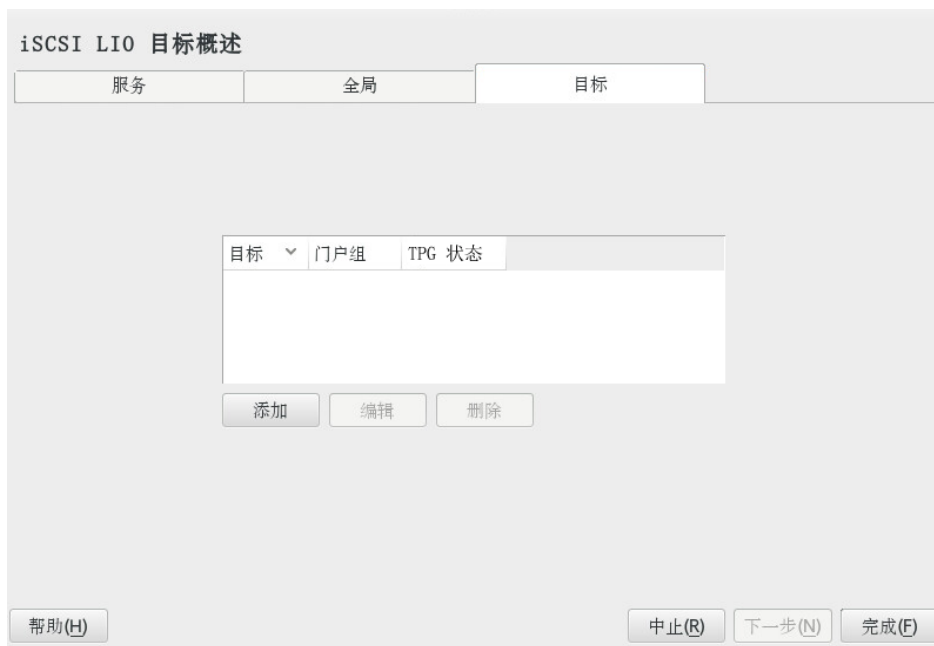 iSCSI LIO 目标概述
服务 全局 目标
目标 门户组 TPG 状态
添加 编辑 删除
帮助(H) 中止(R) 下一步(N) 完成(F)